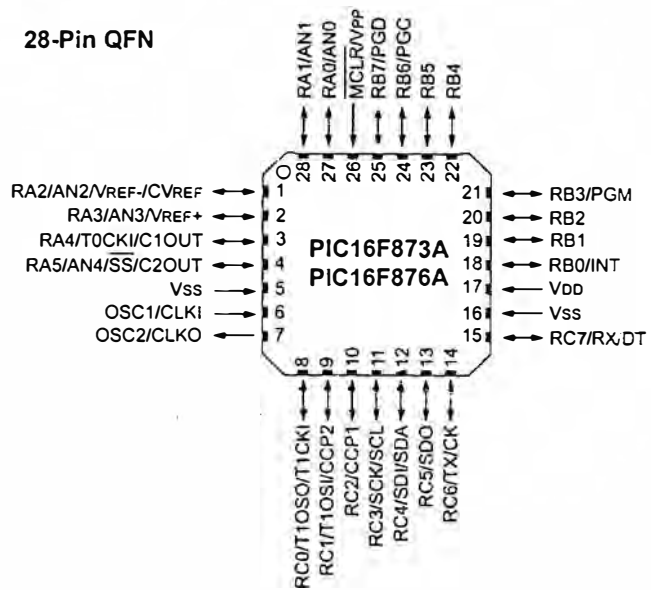 28-Pin QFN
RA1/AN1
RA0/AN0
MCLR/VPP
RB7/PGD
RB6/PGC
RB5
RB4
28
27
26
25
24
23
22
RA2/AN2/VREF-/CVREF
RA3/AN3/VREF+
RA4/T0CKI/C1OUT
RA5/AN4/SS/C2OUT
VSS
OSC1/CLKI
OSC2/CLKO
1
2
3
4
5
6
7
PIC16F873A
PIC16F876A
21
20
19
18
17
16
15
RB3/PGM
RB2
RB1
RB0/INT
VDD
VSS
RC7/RX/DT
8
9
10
11
12
13
14
RC0/T1OSO/T1CKI
RC1/T1OSI/CCP2
RC2/CCP1
RC3/SCK/SCL
RC4/SDI/SDA
RC5/SDO
RC6/TX/CK